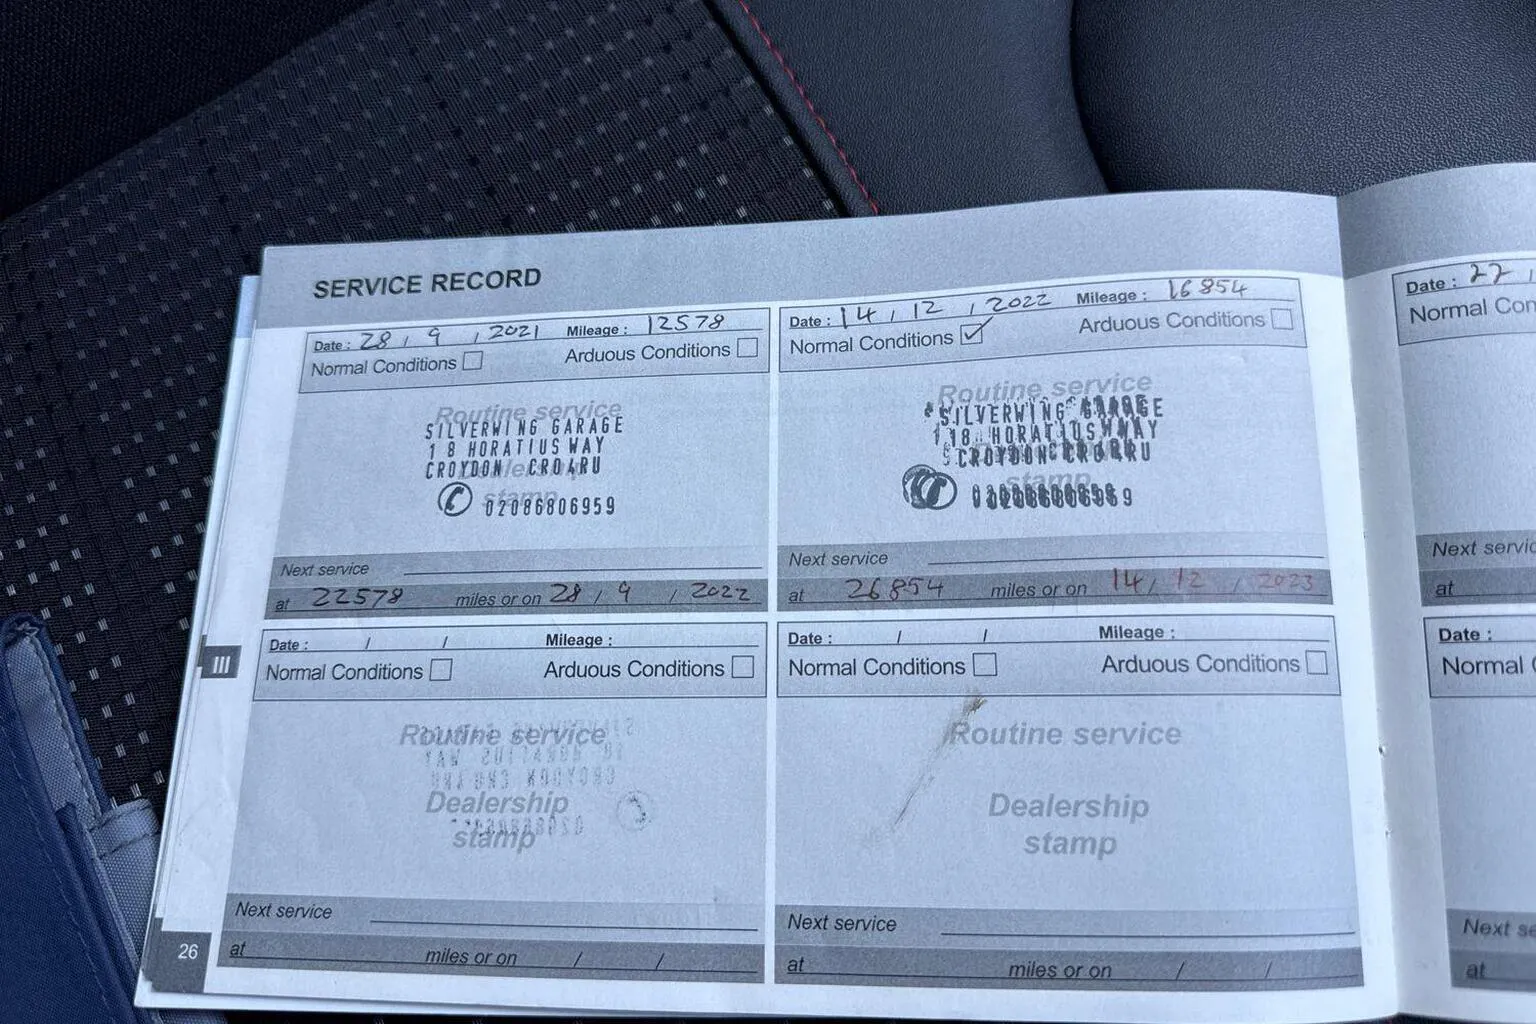 SERVICE RECORD
Date : 28 / 9 / 2021 Mileage : 12578
Normal Conditions Arduous Conditions
Routine service
SILVERWING GARAGE
18 HORATIUS WAY
CROYDON CRO4RU
Dealership
stamp
02086806959
Next service
at 22578 miles or on 28 / 9 / 2022
Date : 14 / 12 / 2022 Mileage : 16854
Normal Conditions ✓ Arduous Conditions
Routine service
SILVERWING GARAGE
18 HORATIUS WAY
CROYDON CRO4RU
stamp
02086806959
Next service
at 26854 miles or on 14 / 12 / 2023
Date : / / Mileage :
Normal Conditions Arduous Conditions
Routine service
Dealership
stamp
Next service
at miles or on / /
Date : / / Mileage :
Normal Conditions Arduous Conditions
Routine service
Dealership
stamp
Next service
at miles or on / /
III
26
Date : 22 /
Normal Con
Next servic
at
Date :
Normal
Next se
at